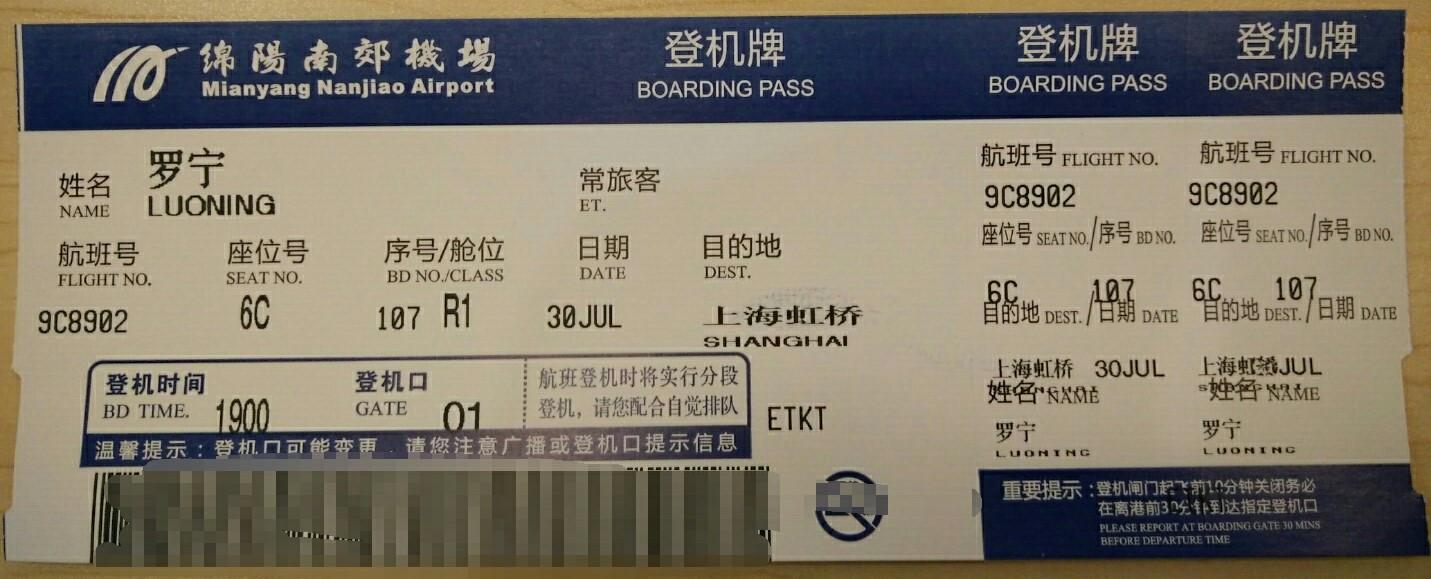 绵陽南郊機場
Mianyang Nanjiao Airport
登机牌
BOARDING PASS
姓名
NAME
罗宁
LUONING
常旅客
ET.
航班号
FLIGHT NO.
座位号
SEAT NO.
序号/舱位
BD NO./CLASS
日期
DATE
目的地
DEST.
9C8902
6C
107 R1
30JUL
上海虹桥
SHANGHAI
登机时间
BD TIME.
1900
登机口
GATE
01
航班登机时将实行分段
登机，请您配合自觉排队
ETKT
温馨提示：登机口可能变更，请您注意广播或登机口提示信息
登机牌
BOARDING PASS
航班号 FLIGHT NO.
9C8902
座位号 SEAT NO./序号 BD NO.
6C 107
目的地 DEST./日期 DATE
上海虹桥 30JUL
姓名 NAME
罗宁
LUONING
登机牌
BOARDING PASS
航班号 FLIGHT NO.
9C8902
座位号 SEAT NO./序号 BD NO.
6C 107
目的地 DEST./日期 DATE
上海虹 JUL
姓名 NAME
罗宁
LUONING
重要提示：登机闸门起飞前10分钟关闭务必
在离港前30分钟到达指定登机口
PLEASE REPORT AT BOARDING GATE 30 MINS
BEFORE DEPARTURE TIME